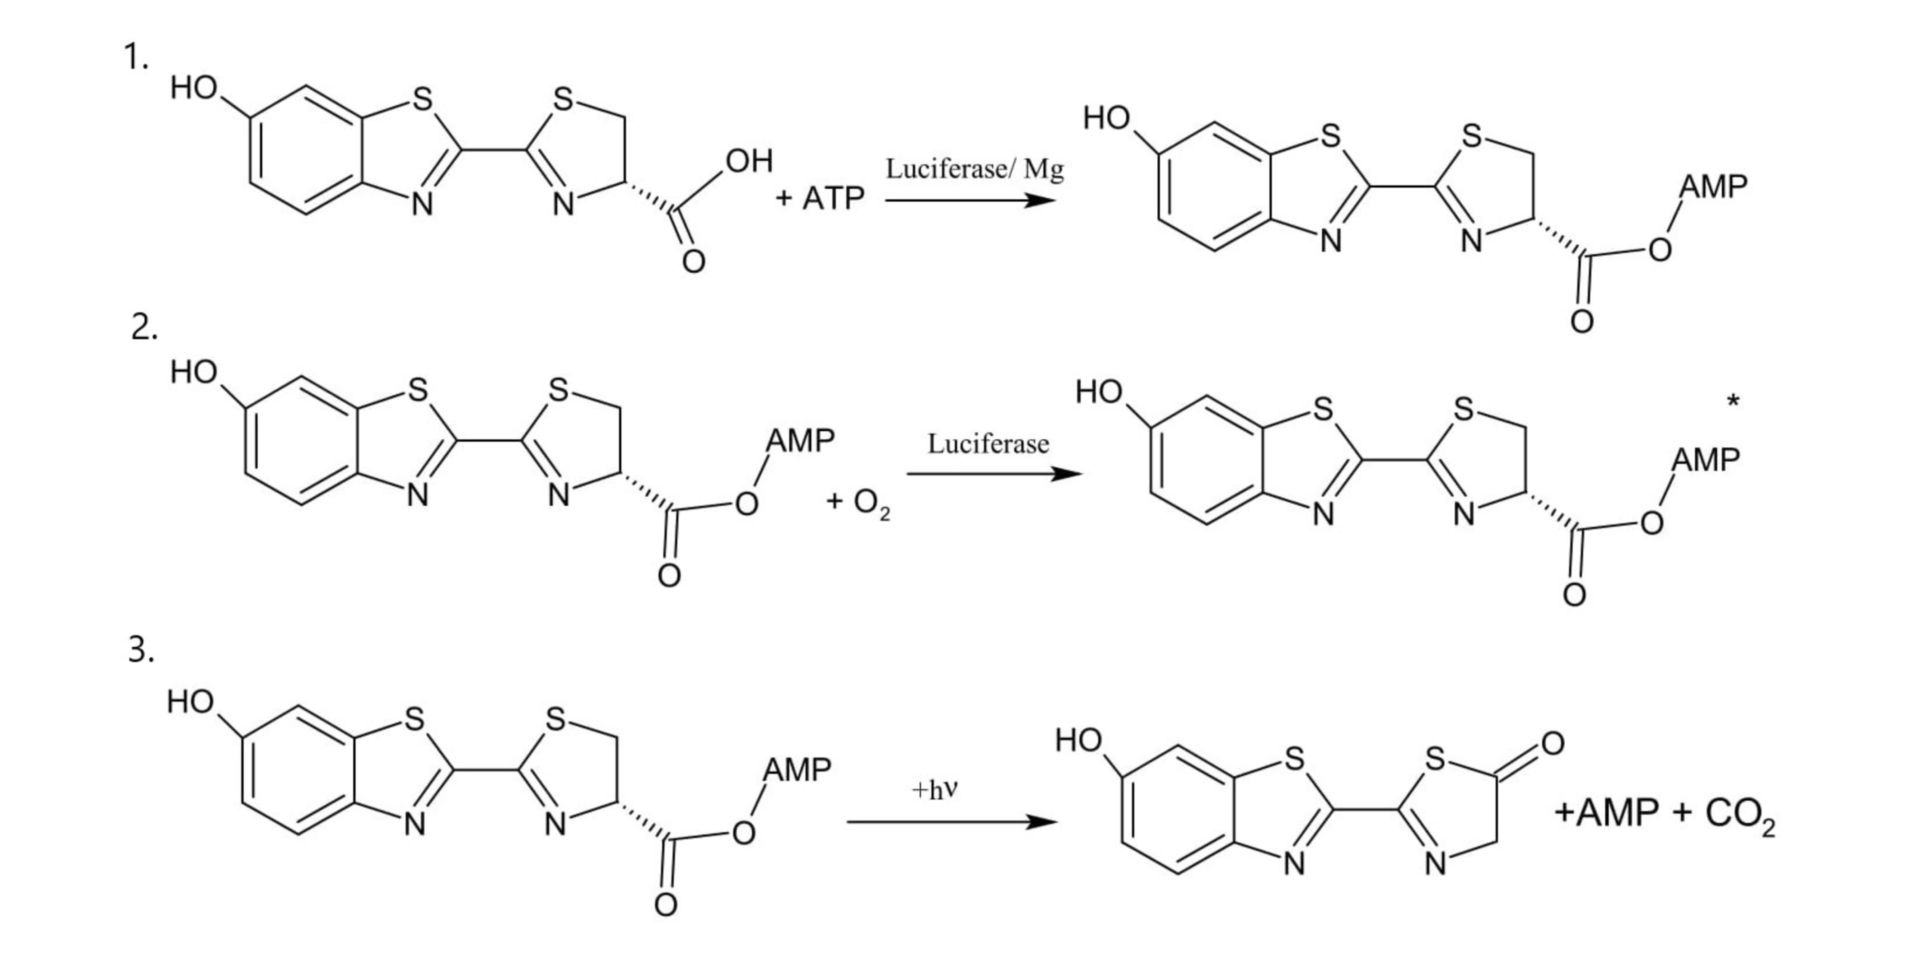 1.
HO S S OH
N N O
+ ATP
Luciferase/ Mg
HO S S AMP
N N O
O
2.
HO S S AMP
N N O
O
+ O₂
Luciferase
HO S S *
AMP
N N O
O
3.
HO S S AMP
N N O
O
+hν
HO S S O
N N
+AMP + CO₂